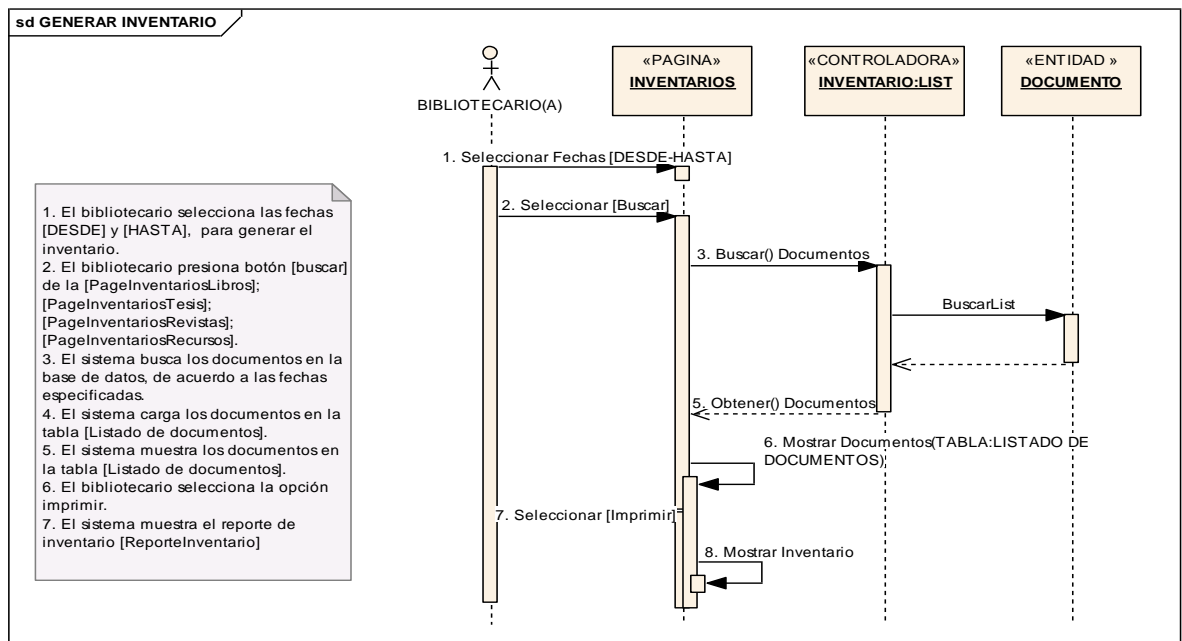 sd GENERAR INVENTARIO
BIBLIOTECARIO(A)
«PAGINA»
INVENTARIOS
«CONTROLADORA»
INVENTARIO:LIST
«ENTIDAD »
DOCUMENTO
1. El bibliotecario selecciona las fechas
[DESDE] y [HASTA], para generar el
inventario.
2. El bibliotecario presiona botón [buscar]
de la [PageInventariosLibros];
[PageInventariosTesis];
[PageInventariosRevistas];
[PageInventariosRecursos].
3. El sistema busca los documentos en la
base de datos, de acuerdo a las fechas
especificadas.
4. El sistema carga los documentos en la
tabla [Listado de documentos].
5. El sistema muestra los documentos en
la tabla [Listado de documentos].
6. El bibliotecario selecciona la opción
imprimir.
7. El sistema muestra el reporte de
inventario [ReporteInventario]
1. Seleccionar Fechas [DESDE-HASTA]
2. Seleccionar [Buscar]
3. Buscar() Documentos
BuscarList
5. Obtener() Documentos
6. Mostrar Documentos(TABLA:LISTADO DE
DOCUMENTOS)
7. Seleccionar [Imprimir]
8. Mostrar Inventario